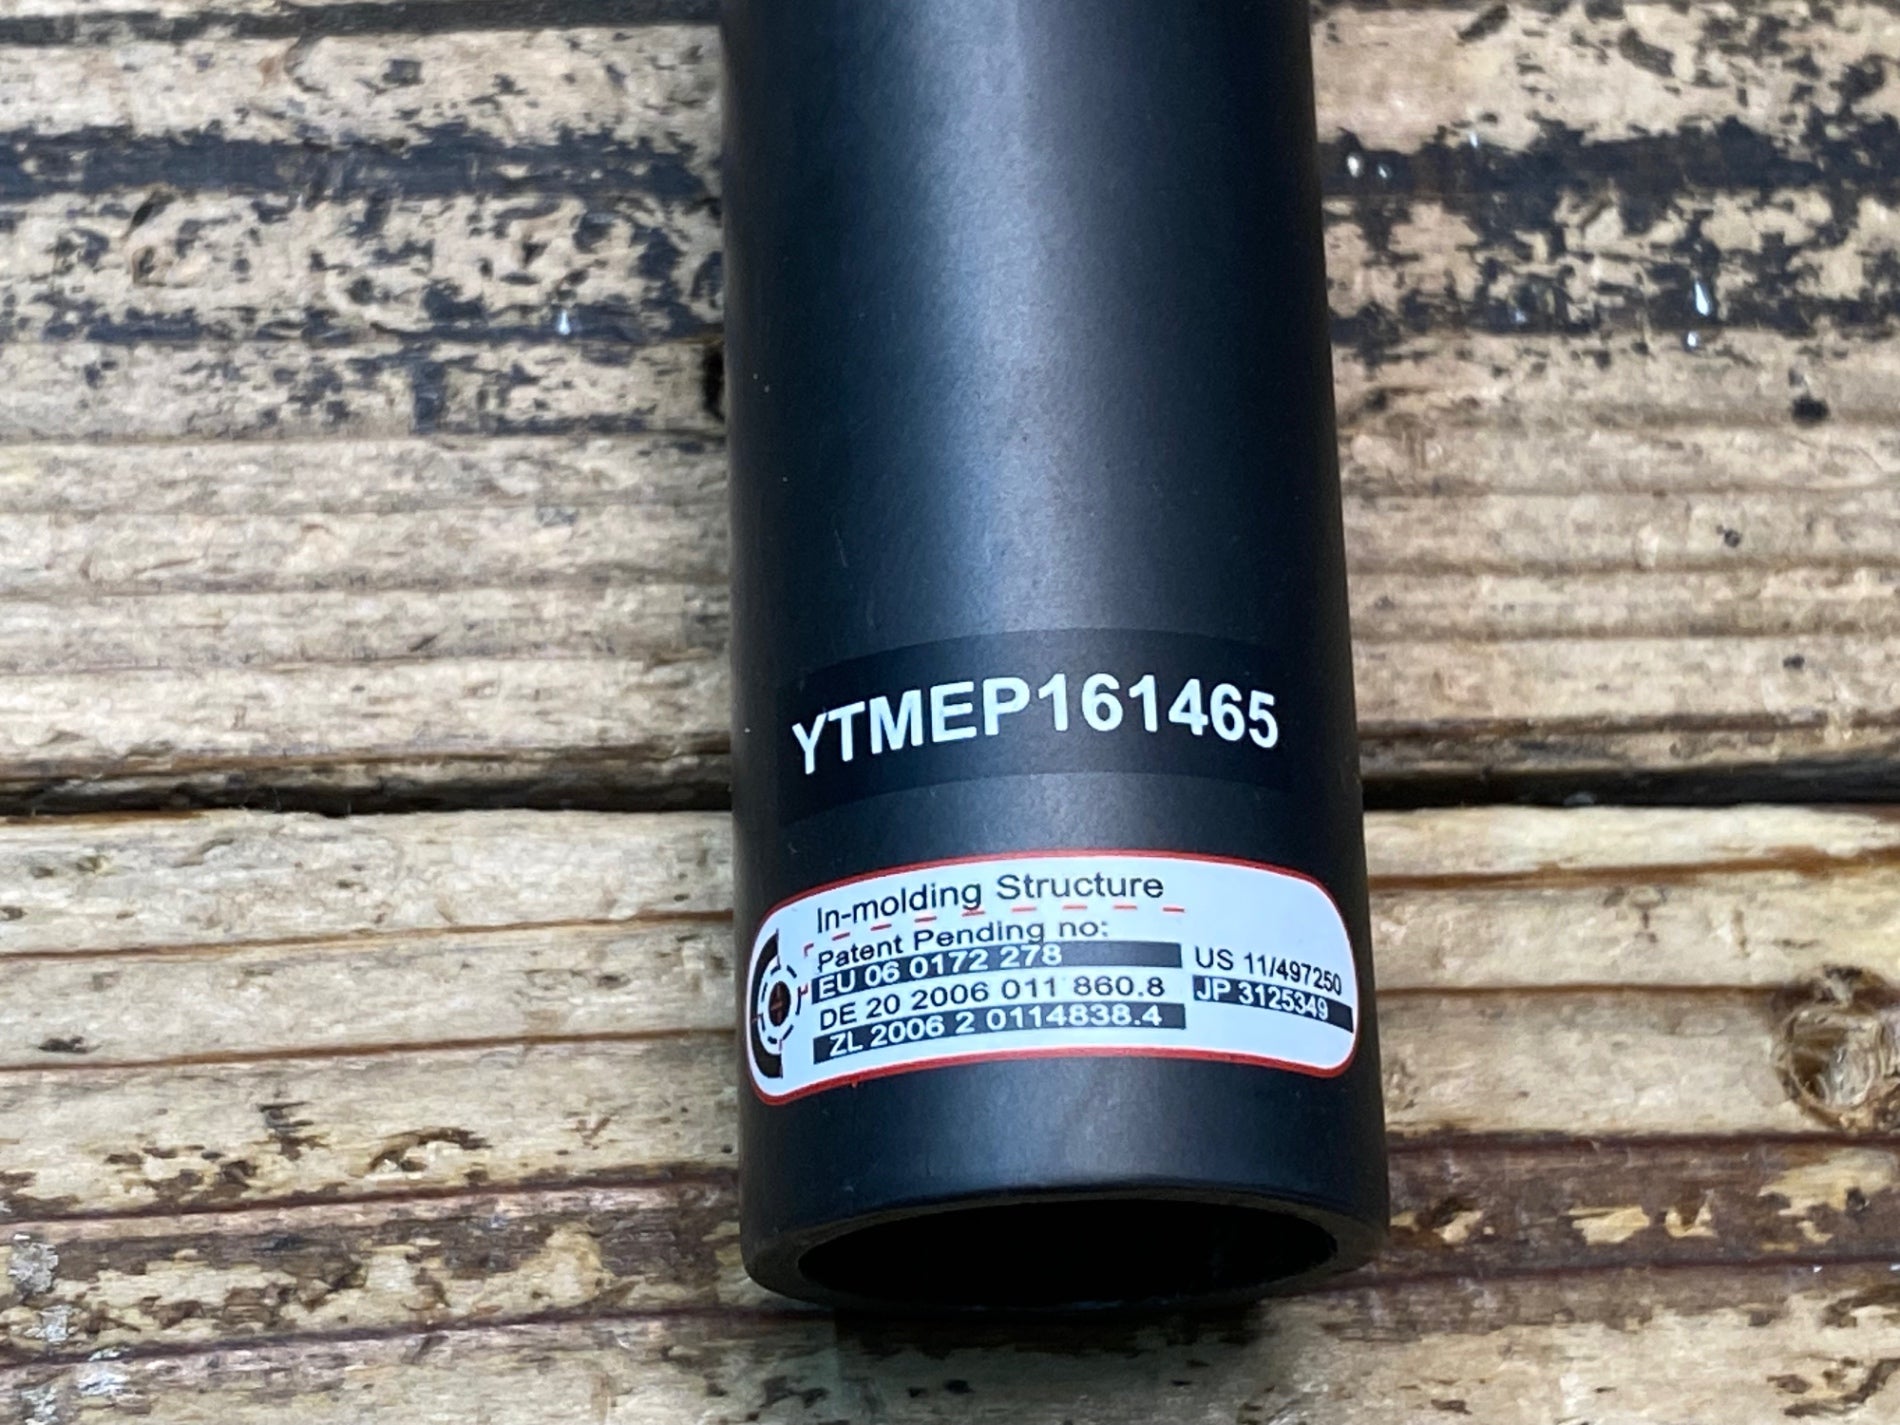 YTMEP161465
In-molding Structure
Patent Pending no:
EU 06 0172 278
DE 20 2006 011 860.8
ZL 2006 2 0114838.4
US 11/497250
JP 3125349